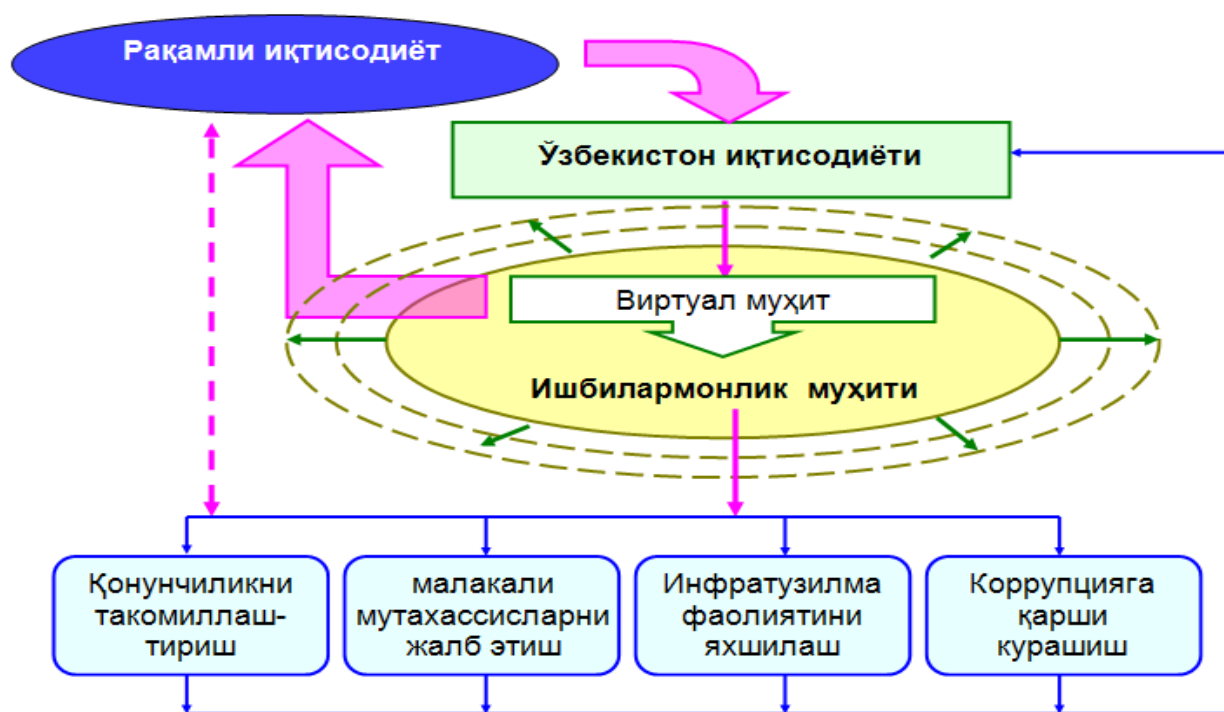 Рақамли иқтисодиёт
Ўзбекистон иқтисодиёти
Виртуал муҳит
Ишбилармонлик муҳити
Қонунчиликни
такомиллаш-
тириш
малакали
мутахассисларни
жалб этиш
Инфратузилма
фаолиятини
яхшилаш
Коррупцияга
қарши
курашиш